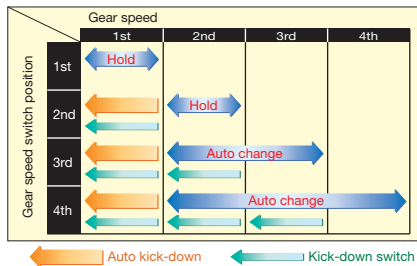 Gear speed
1st 2nd 3rd 4th
Gear speed switch position
1st Hold
2nd Hold
3rd Auto change
4th Auto change
Auto kick-down Kick-down switch